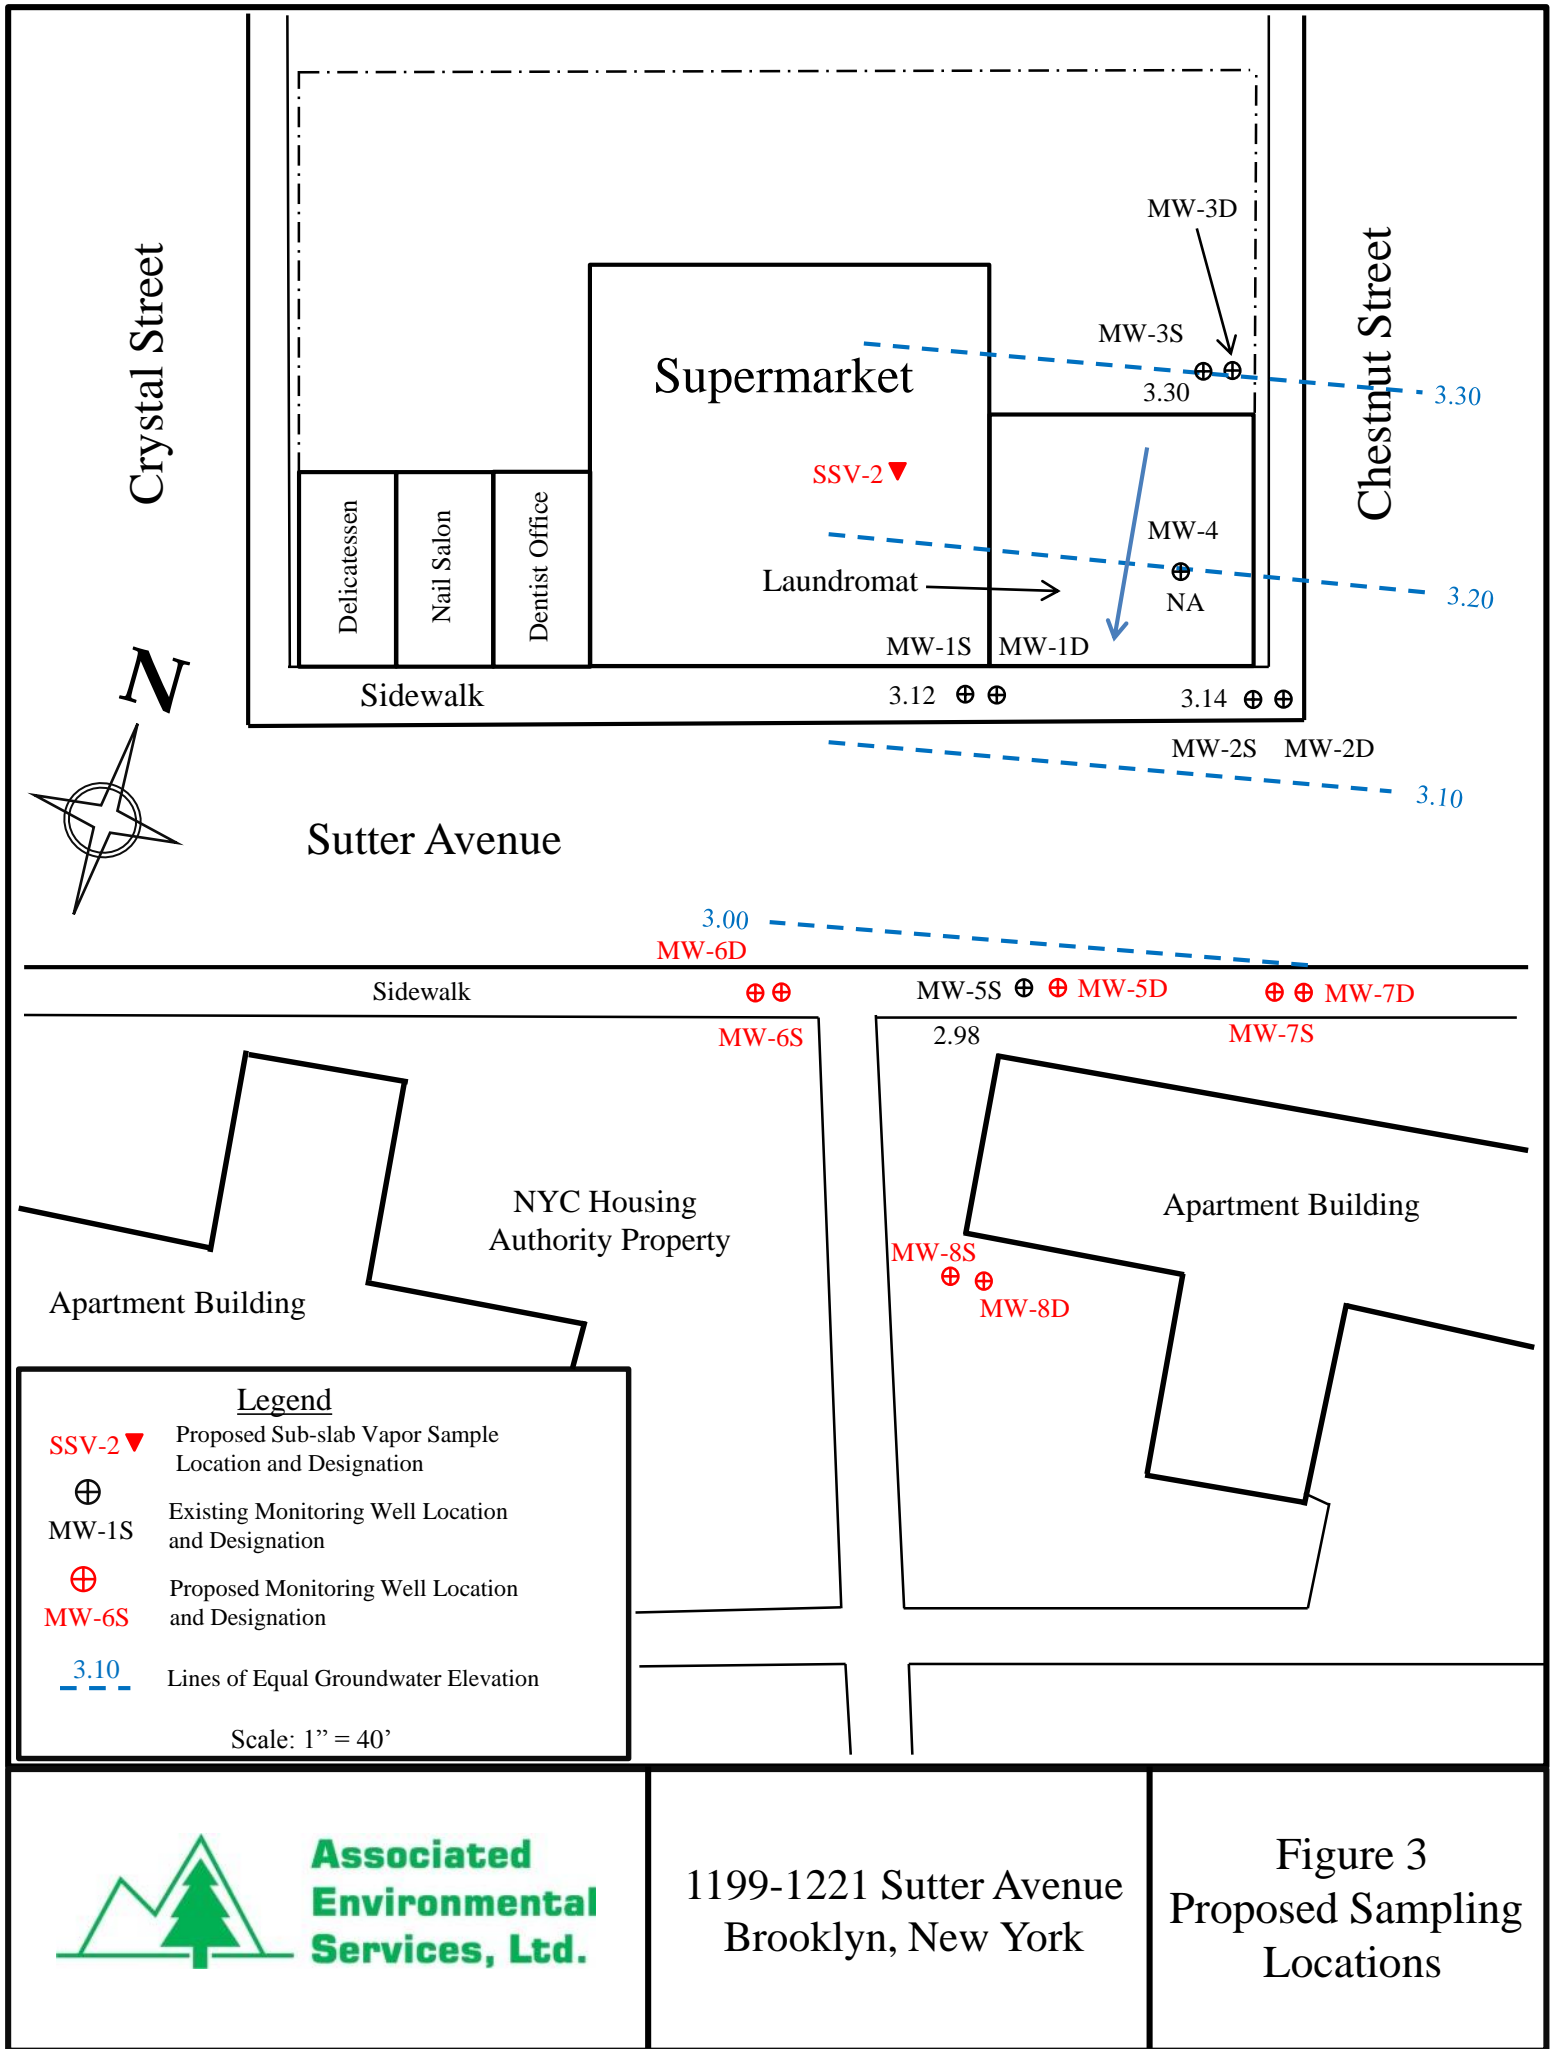 MW-3D
Crystal Street
Chestnut Street
MW-3S
Supermarket
3.30
3.30
SSV-2
Delicatessen
Nail Salon
Dentist Office
MW-4
Laundromat
NA
3.20
N
MW-1S
MW-1D
Sidewalk
3.12
3.14
MW-2S
MW-2D
3.10
Sutter Avenue
3.00
MW-6D
Sidewalk
MW-5S
MW-5D
MW-7D
MW-6S
2.98
MW-7S
NYC Housing
Authority Property
Apartment Building
MW-8S
MW-8D
Apartment Building
Legend
SSV-2
Proposed Sub-slab Vapor Sample
Location and Designation
MW-1S
Existing Monitoring Well Location
and Designation
MW-6S
Proposed Monitoring Well Location
and Designation
3.10
Lines of Equal Groundwater Elevation
Scale: 1” = 40’
Associated
Environmental
Services, Ltd.
1199-1221 Sutter Avenue
Brooklyn, New York
Figure 3
Proposed Sampling
Locations